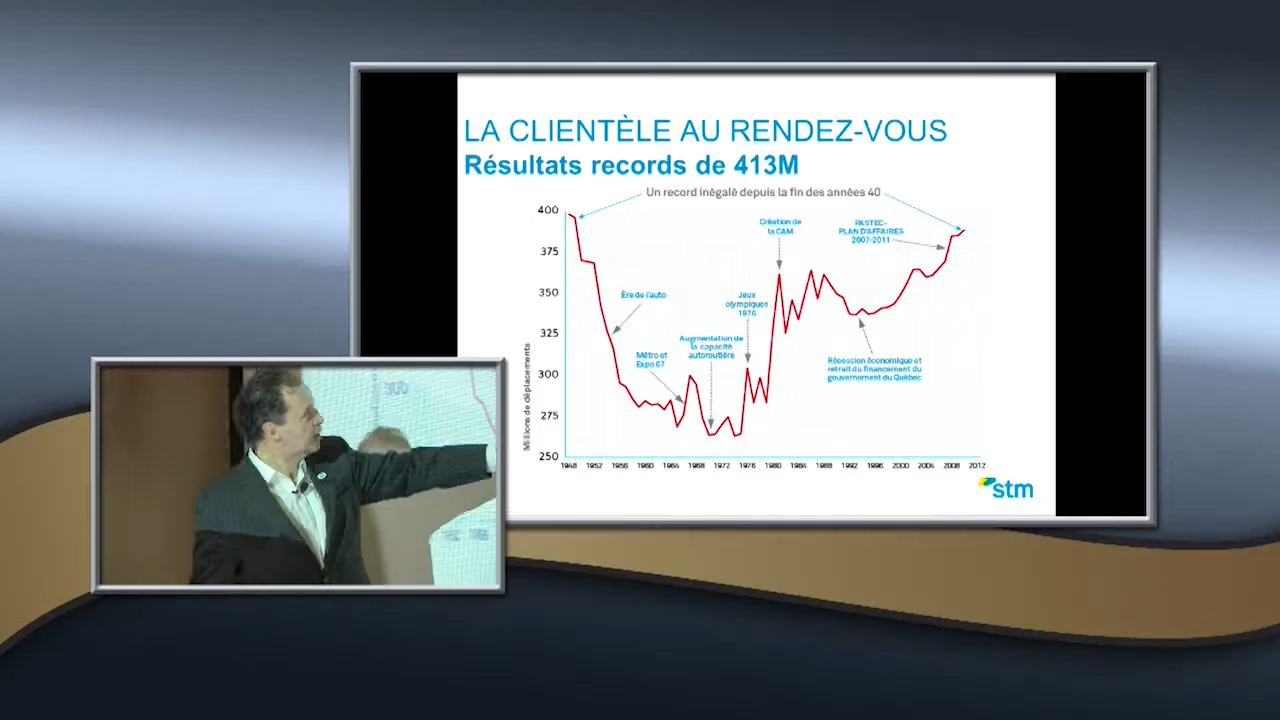 LA CLIENTÈLE AU RENDEZ-VOUS
Résultats records de 413M
Un record inégalé depuis la fin des années 40
400
375
350
325
300
275
250
Millions de déplacements
Ère de l'auto
Métro et
Expo 67
Augmentation de
la capacité
autoroutière
Jeux
olympiques
1976
Création de
la CAM
PASTEC-
PLAN D'AFFAIRES
2007-2011
Récession économique et
retrait du financement du
gouvernement du Québec
1948 1952 1956 1960 1964 1968 1972 1976 1980 1984 1988 1992 1996 2000 2004 2008 2012
stm
300